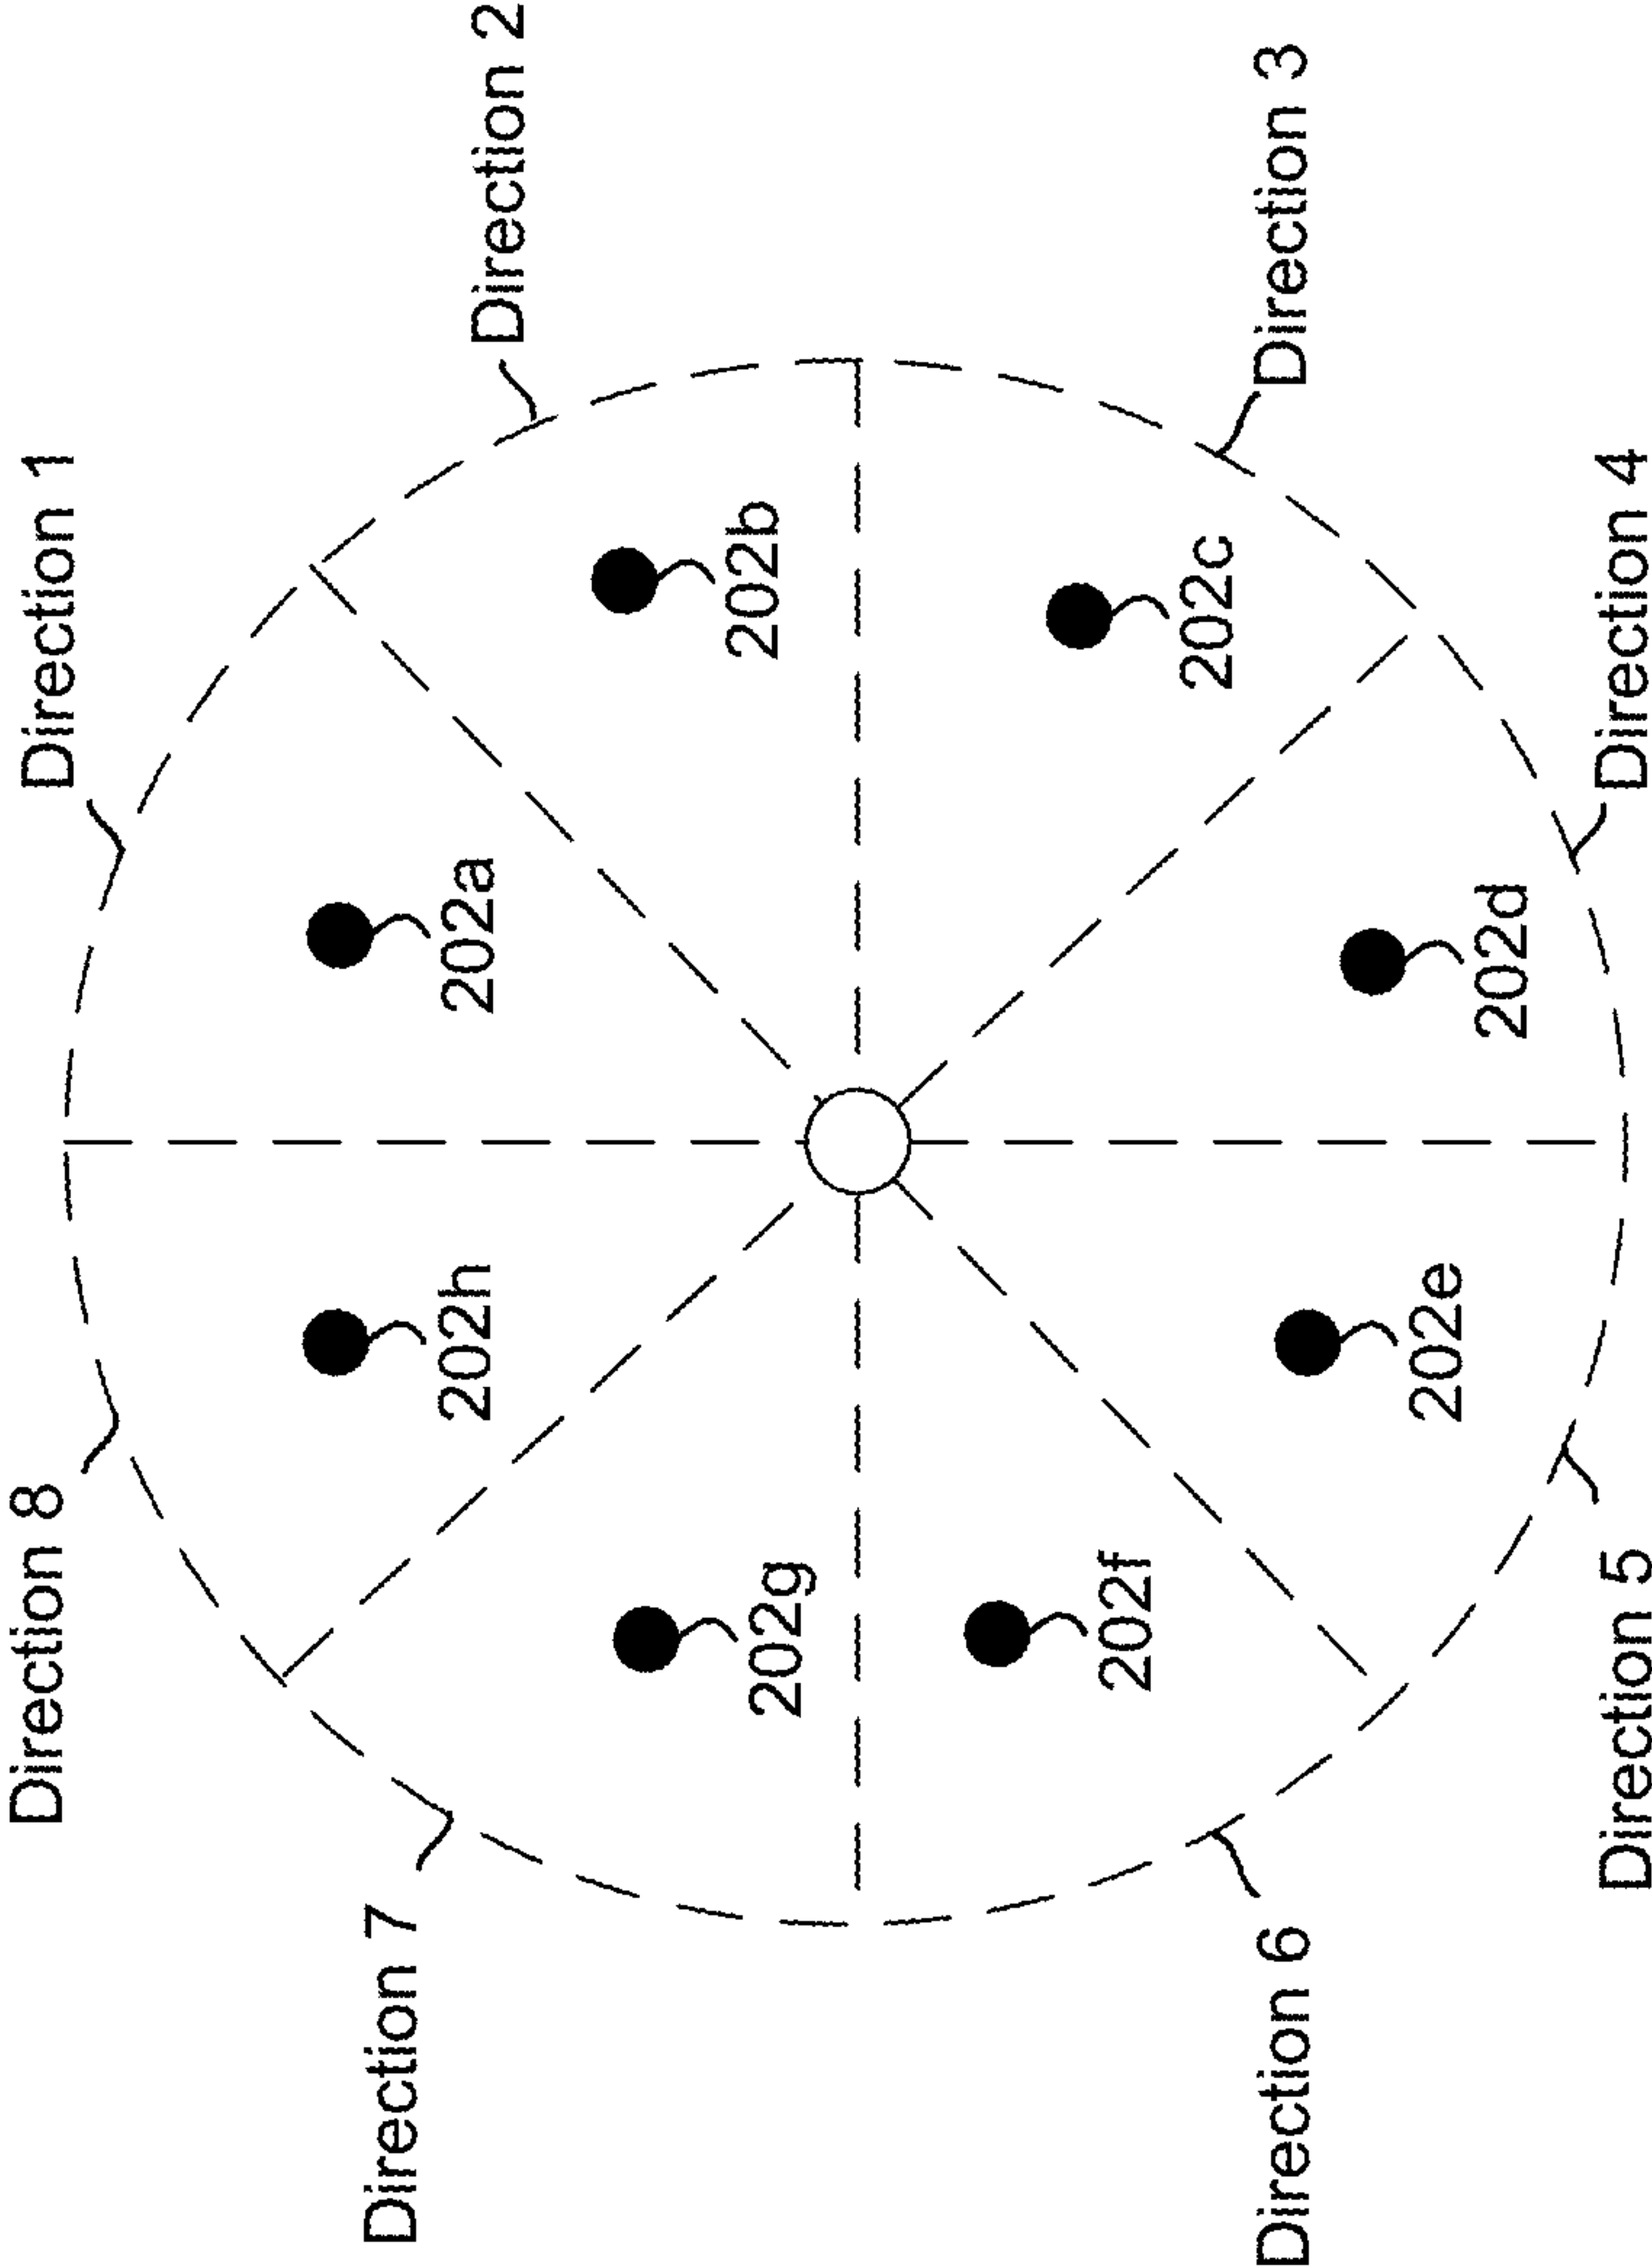 Direction 1
Direction 2
Direction 3
Direction 4
Direction 5
Direction 6
Direction 7
Direction 8
202a
202b
202c
202d
202e
202f
202g
202h